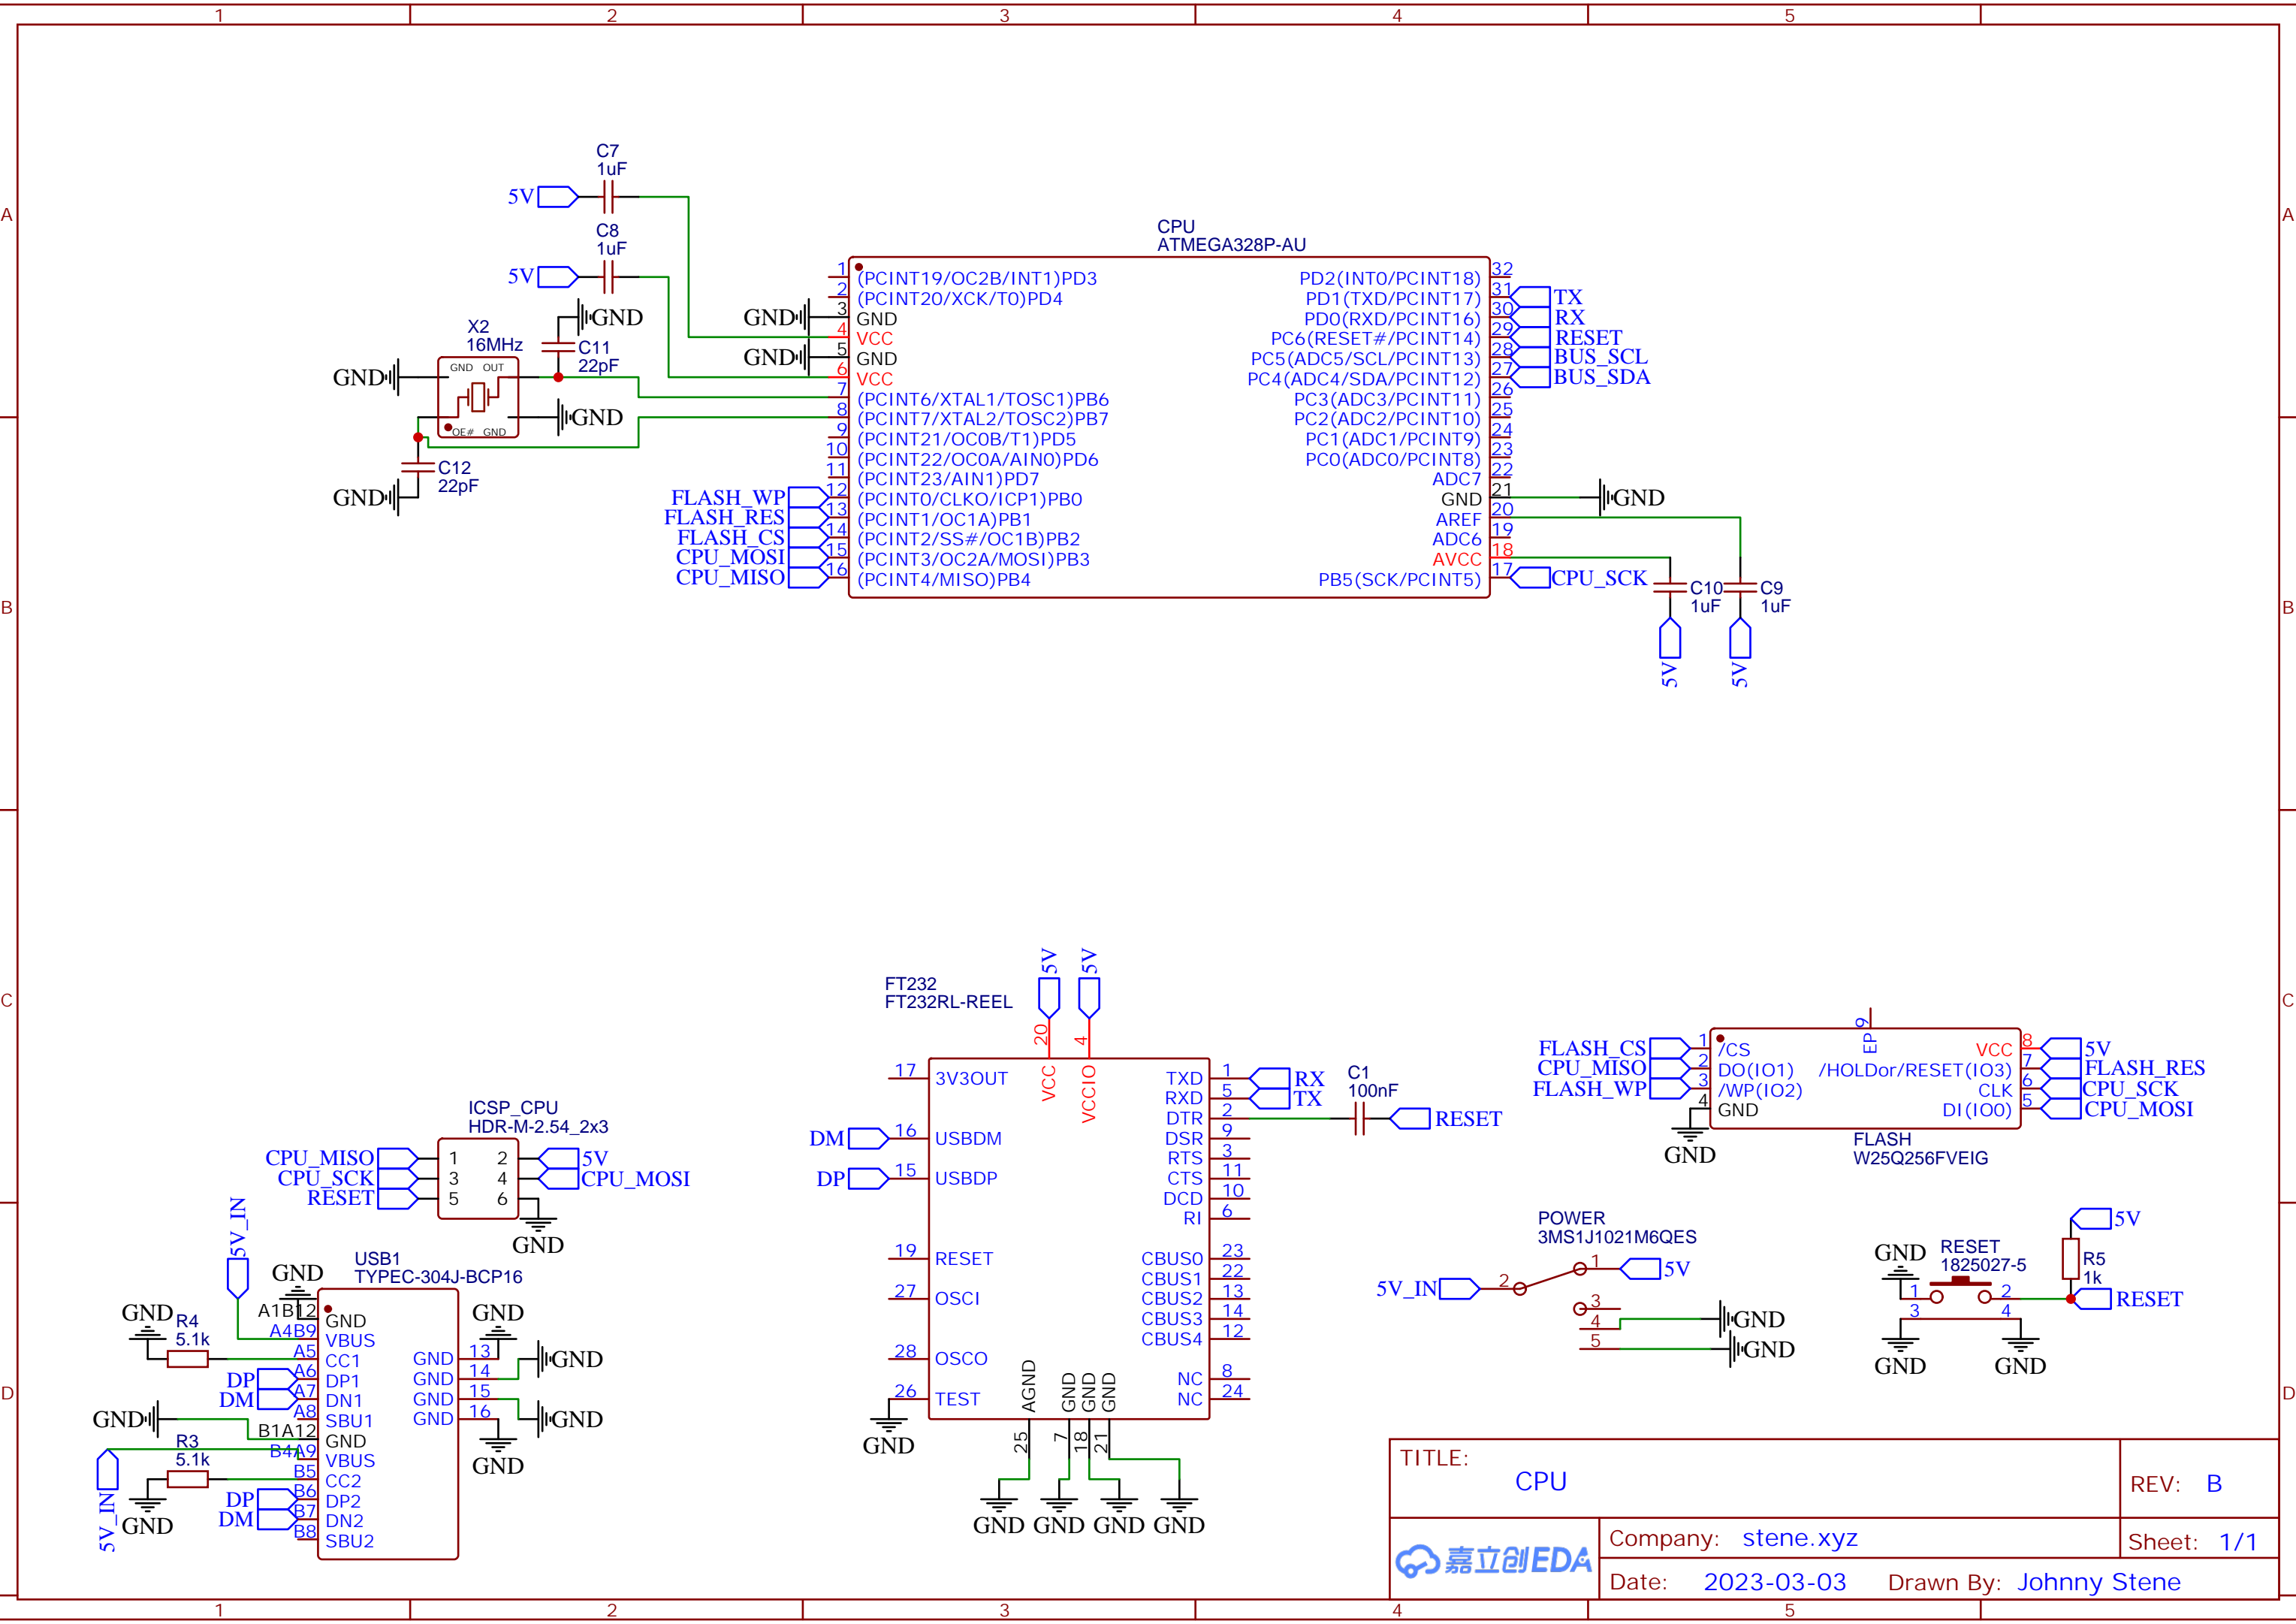 1 2 3 4 5
A A
B B
C C
D D
C7
1uF
5V
C8
1uF
5V
GND
X2
16MHz
C11
22pF
GND
GND OUT
OE# GND
GND
C12
22pF
GND
CPU
ATMEGA328P-AU
GND
GND
1 (PCINT19/OC2B/INT1)PD3
2 (PCINT20/XCK/T0)PD4
3 GND
4 VCC
5 GND
6 VCC
7 (PCINT6/XTAL1/TOSC1)PB6
8 (PCINT7/XTAL2/TOSC2)PB7
9 (PCINT21/OC0B/T1)PD5
10 (PCINT22/OC0A/AIN0)PD6
11 (PCINT23/AIN1)PD7
FLASH_WP 12 (PCINT0/CLKO/ICP1)PB0
FLASH_RES 13 (PCINT1/OC1A)PB1
FLASH_CS 14 (PCINT2/SS#/OC1B)PB2
CPU_MOSI 15 (PCINT3/OC2A/MOSI)PB3
CPU_MISO 16 (PCINT4/MISO)PB4
PD2(INT0/PCINT18) 32
PD1(TXD/PCINT17) 31 TX
PD0(RXD/PCINT16) 30 RX
PC6(RESET#/PCINT14) 29 RESET
PC5(ADC5/SCL/PCINT13) 28 BUS_SCL
PC4(ADC4/SDA/PCINT12) 27 BUS_SDA
PC3(ADC3/PCINT11) 26
PC2(ADC2/PCINT10) 25
PC1(ADC1/PCINT9) 24
PC0(ADC0/PCINT8) 23
ADC7 22
GND 21 GND
AREF 20
ADC6 19
AVCC 18
PB5(SCK/PCINT5) 17 CPU_SCK
C10
1uF
C9
1uF
5V
5V
ICSP_CPU
HDR-M-2.54_2x3
CPU_MISO 1 2 5V
CPU_SCK 3 4 CPU_MOSI
RESET 5 6
GND
5V_IN
USB1
TYPEC-304J-BCP16
GND
GND
R4
5.1k
A1B12 GND
A4B9 VBUS
A5 CC1
DP A6 DP1
DM A7 DN1
A8 SBU1
GND B1A12 GND
B4A9 VBUS
R3
5.1k
B5 CC2
DP B6 DP2
DM B7 DN2
B8 SBU2
5V_IN
GND
GND
GND 13
GND 14 GND
GND 15
GND 16 GND
GND
FT232
FT232RL-REEL
5V 5V
20 4
VCC VCCIO
17 3V3OUT
DM 16 USBDM
DP 15 USBDP
19 RESET
27 OSCI
28 OSCO
26 TEST
GND
TXD 1 RX
RXD 5 TX
DTR 2
C1
100nF
RESET
DSR 9
RTS 3
CTS 11
DCD 10
RI 6
CBUS0 23
CBUS1 22
CBUS2 13
CBUS3 14
CBUS4 12
NC 8
NC 24
AGND GND GND GND
25 7 18 21
GND GND GND GND
FLASH_CS 1 /CS
CPU_MISO 2 DO(IO1)
FLASH_WP 3 /WP(IO2)
4 GND
GND
EP 9
VCC 8 5V
/HOLDor/RESET(IO3) 7 FLASH_RES
CLK 6 CPU_SCK
DI(IO0) 5 CPU_MOSI
FLASH
W25Q256FVEIG
POWER
3MS1J1021M6QES
5V_IN 2
1 5V
3
4 GND
5 GND
GND
RESET
1825027-5
1 2
3 4
GND GND
5V
R5
1k
RESET
TITLE:
CPU
REV: B
嘉立创EDA
Company: stene.xyz
Sheet: 1/1
Date: 2023-03-03
Drawn By: Johnny Stene
1 2 3 4 5